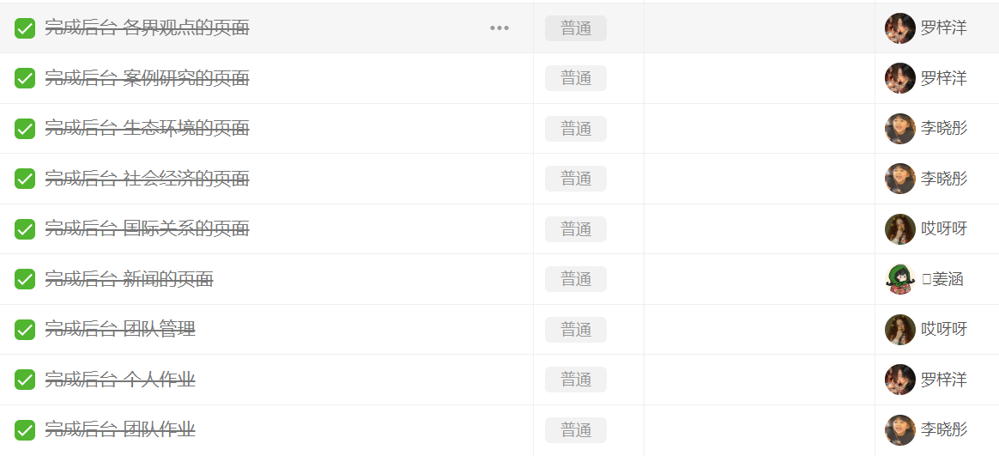 完成后台-各界观点的页面 ••• 普通 罗梓洋
完成后台-案例研究的页面 普通 罗梓洋
完成后台-生态环境的页面 普通 李晓彤
完成后台-社会经济的页面 普通 李晓彤
完成后台-国际关系的页面 普通 哎呀呀
完成后台-新闻的页面 普通 姜涵
完成后台-团队管理 普通 哎呀呀
完成后台-个人作业 普通 罗梓洋
完成后台-团队作业 普通 李晓彤